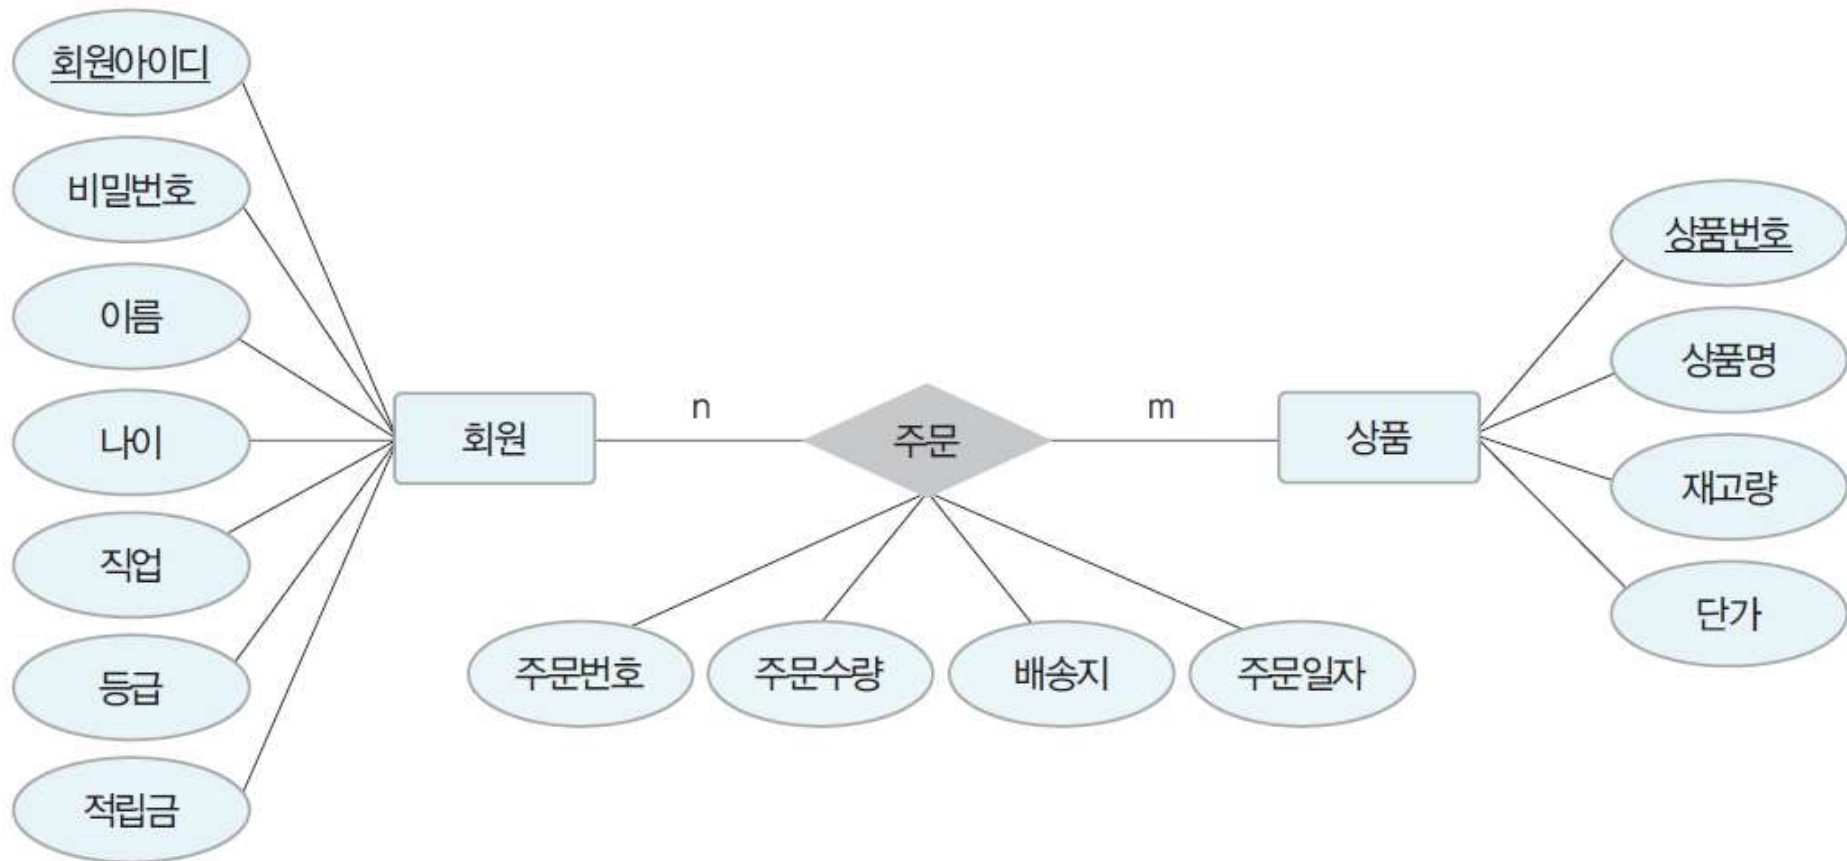 회원아이디
비밀번호
이름
나이
직업
등급
적립금
회원
n
주문
m
상품
주문번호
주문수량
배송지
주문일자
상품번호
상품명
재고량
단가